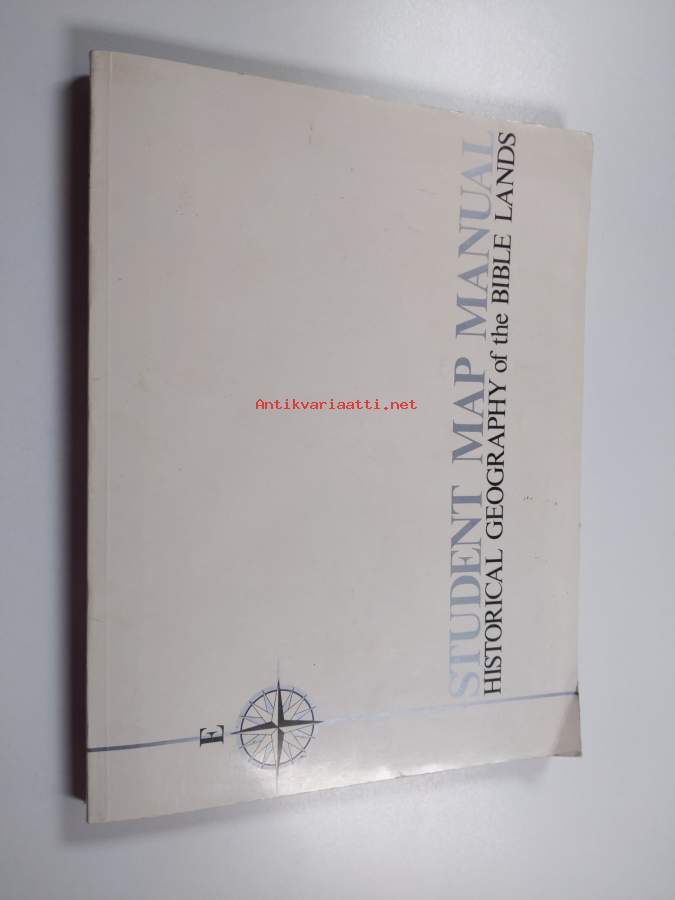 STUDENT MAP MANUAL
HISTORICAL GEOGRAPHY of the BIBLE LANDS
E
Antikvariaatti.net